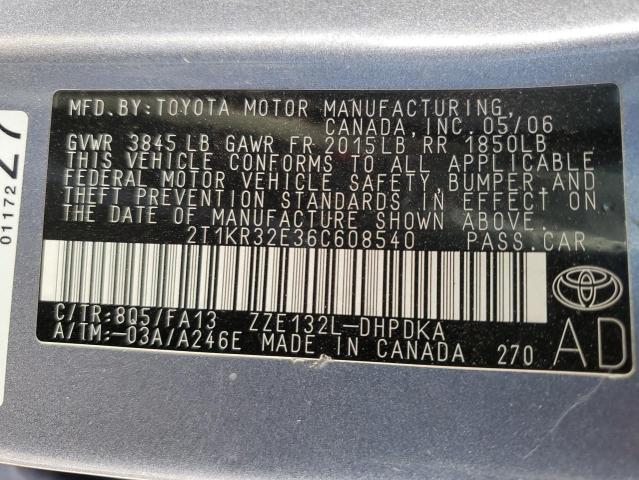 MFD. BY: TOYOTA MOTOR MANUFACTURING,
CANADA, INC. 05/06
GVWR 3845 LB GAWR FR 2015LB RR 1850LB
THIS VEHICLE CONFORMS TO ALL APPLICABLE
FEDERAL MOTOR VEHICLE SAFETY, BUMPER, AND
THEFT PREVENTION STANDARDS IN EFFECT ON
THE DATE OF MANUFACTURE SHOWN ABOVE.
2T1KR32E36C608540 PASS. CAR
C/TR: 8Q5/FA13 ZZE132L-DHPDKA
A/TM:-03A/A246E MADE IN CANADA 270
AD
01172
27